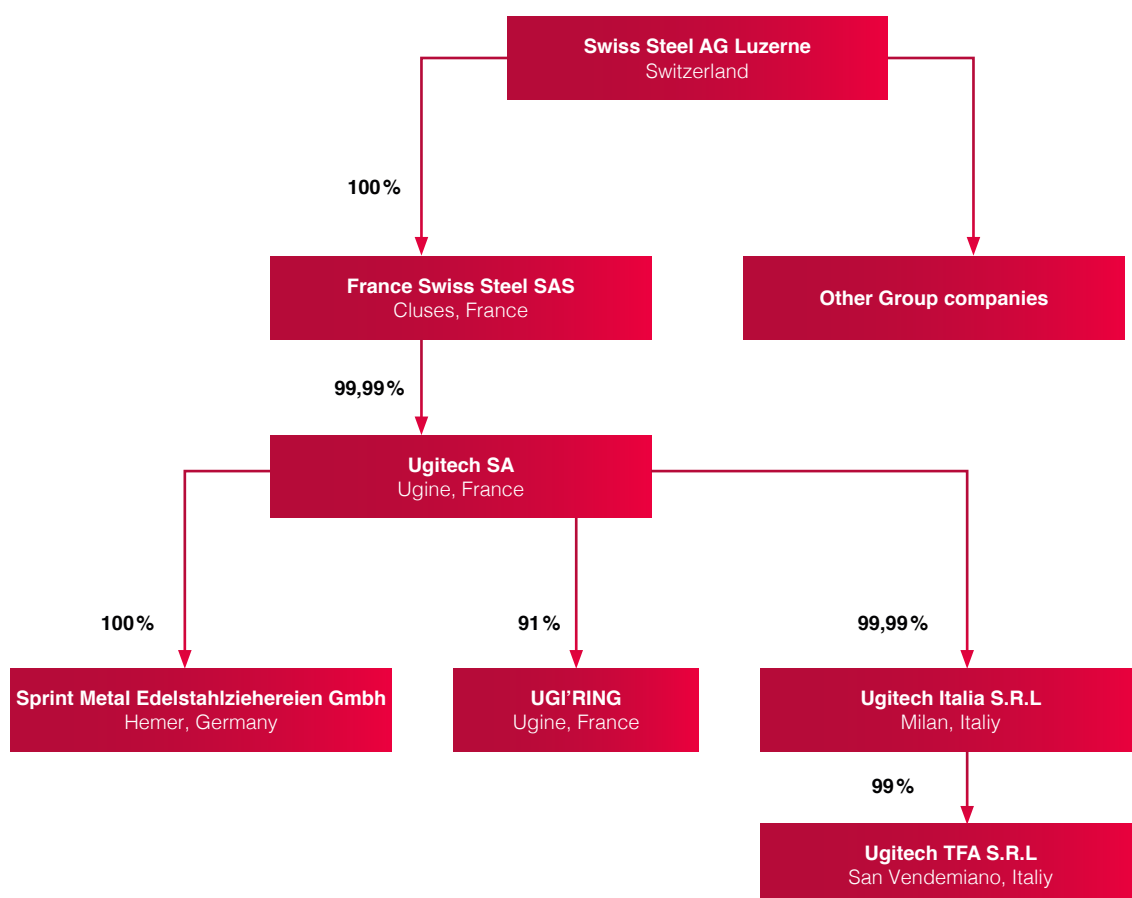 Swiss Steel AG Luzerne
Switzerland
100%
France Swiss Steel SAS
Cluses, France
Other Group companies
99,99%
Ugitech SA
Ugine, France
100%
91%
99,99%
Sprint Metal Edelstahlziehereien Gmbh
Hemer, Germany
UGI’RING
Ugine, France
Ugitech Italia S.R.L
Milan, Italiy
99%
Ugitech TFA S.R.L
San Vendemiano, Italiy